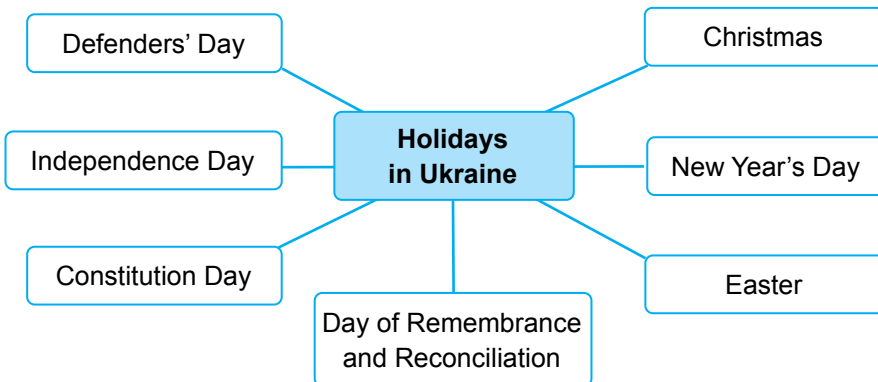 Defenders’ Day
Christmas
Holidays
in Ukraine
Independence Day
New Year’s Day
Constitution Day
Easter
Day of Remembrance
and Reconciliation